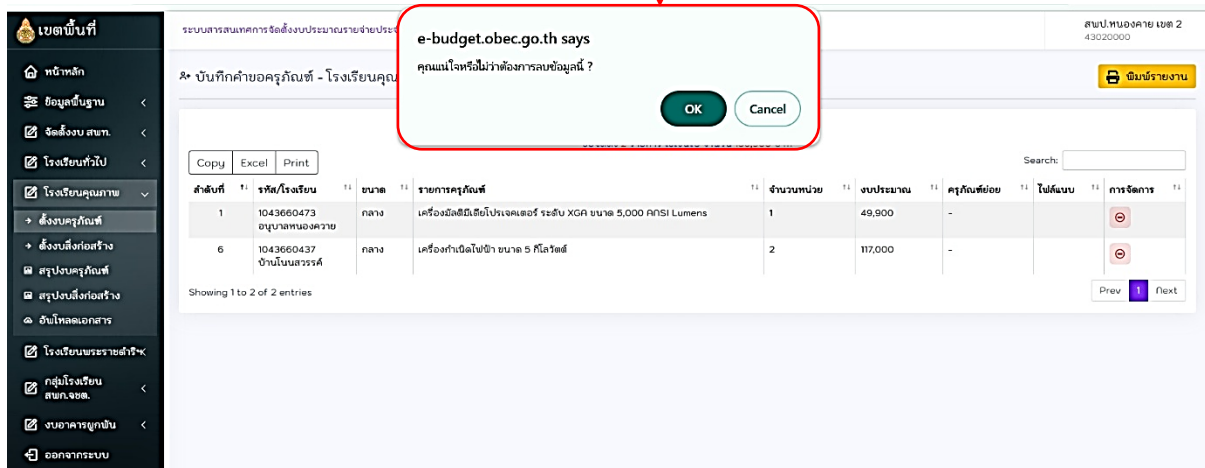 เขตพื้นที่
ระบบสารสนเทศการจัดตั้งงบประมาณรายจ่ายประจ
สพป.หนองคาย เขต 2
43020000
e-budget.obec.go.th says
คุณแน่ใจหรือไม่ว่าต้องการลบข้อมูลนี้ ?
OK Cancel
บันทึกคำขอครุภัณฑ์ - โรงเรียนคุณ
พิมพ์รายงาน
หน้าหลัก
ข้อมูลพื้นฐาน
จัดตั้งงบ สพท.
โรงเรียนทั่วไป
โรงเรียนคุณภาพ
ตั้งงบครุภัณฑ์
ตั้งงบสิ่งก่อสร้าง
สรุปงบครุภัณฑ์
สรุปงบสิ่งก่อสร้าง
อัปโหลดเอกสาร
โรงเรียนพระราชดำริฯ
กลุ่มโรงเรียน
สพก.จชต.
งบอาคารผูกพัน
ออกจากระบบ
Copy Excel Print
Search:
ลำดับที่ รหัส/โรงเรียน ขนาด รายการครุภัณฑ์ จำนวนหน่วย งบประมาณ ครุภัณฑ์ย่อย ไฟล์แนบ การจัดการ
1 1043660473 กลาง เครื่องมัลติมีเดียโปรเจคเตอร์ ระดับ XGA ขนาด 5,000 ANSI Lumens 1 49,900 -
อนุบาลหนองควาย
6 1043660437 กลาง เครื่องกำเนิดไฟฟ้า ขนาด 5 กิโลวัตต์ 2 117,000 -
บ้านโนนสวรรค์
Showing 1 to 2 of 2 entries
Prev 1 Next